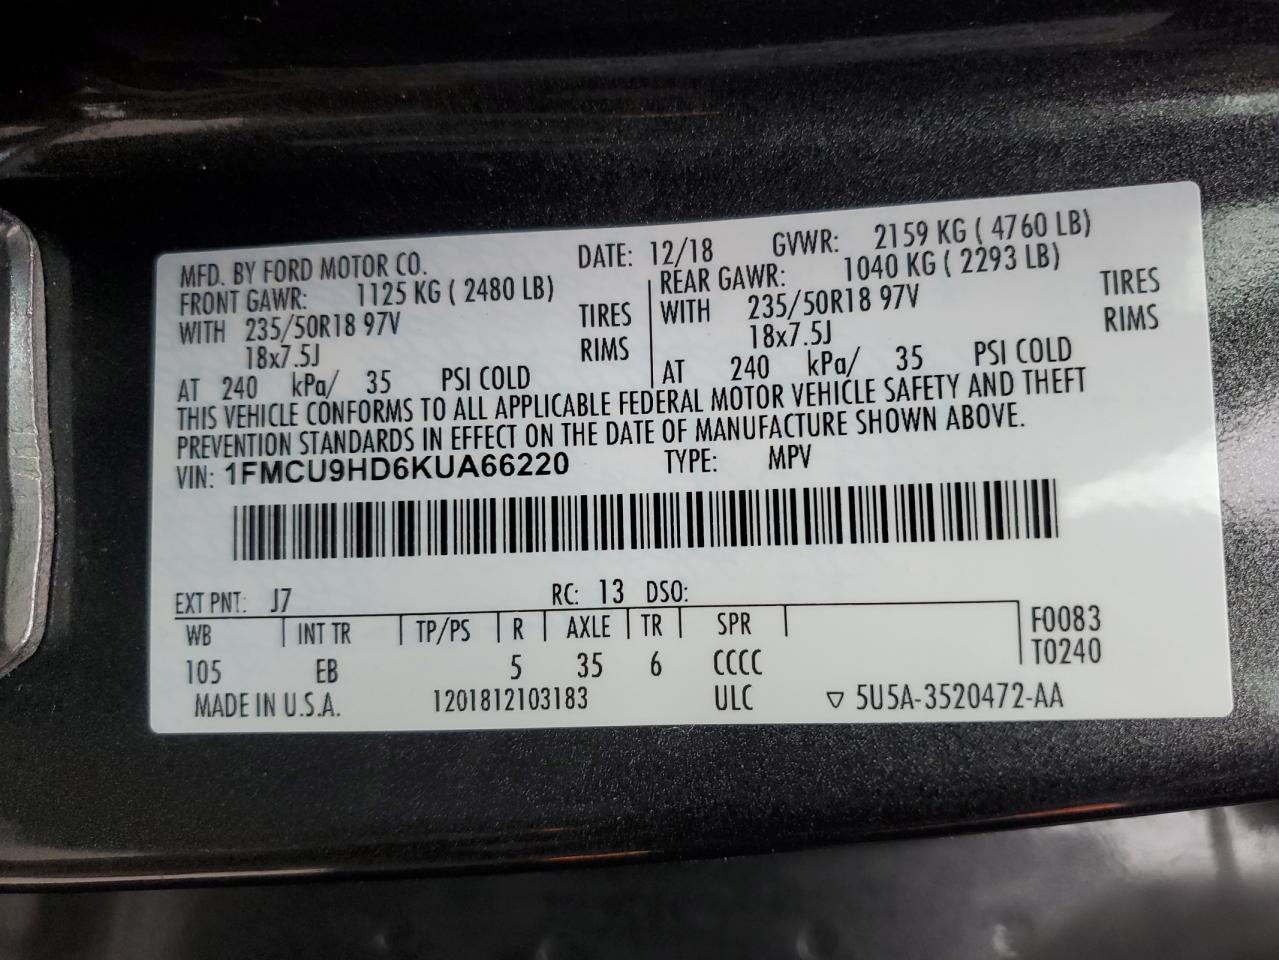 MFD. BY FORD MOTOR CO. DATE: 12/18 GVWR: 2159 KG ( 4760 LB)
FRONT GAWR: 1125 KG ( 2480 LB) REAR GAWR: 1040 KG ( 2293 LB)
WITH 235/50R18 97V TIRES WITH 235/50R18 97V TIRES
18x7.5J RIMS 18x7.5J RIMS
AT 240 kPa/ 35 PSI COLD AT 240 kPa/ 35 PSI COLD
THIS VEHICLE CONFORMS TO ALL APPLICABLE FEDERAL MOTOR VEHICLE SAFETY AND THEFT
PREVENTION STANDARDS IN EFFECT ON THE DATE OF MANUFACTURE SHOWN ABOVE.
VIN: 1FMCU9HD6KUA66220 TYPE: MPV
EXT PNT: J7 RC: 13 DSO:
WB INT TR TP/PS R AXLE TR SPR F0083
105 EB 5 35 6 CCCC T0240
MADE IN U.S.A. 1201812103183 ULC ▽ 5U5A-3520472-AA